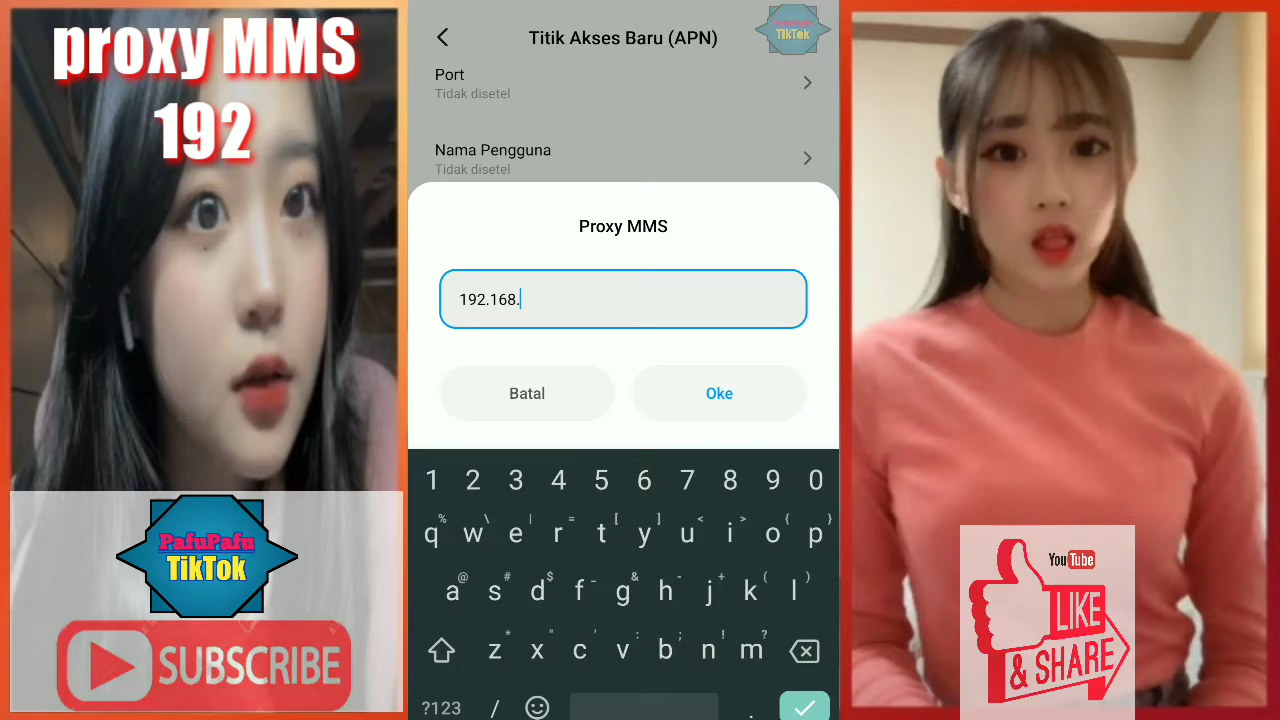 proxy MMS
192
PafuPafu
TikTok
SUBSCRIBE
Titik Akses Baru (APN)
PafuPafu
TikTok
Port
Tidak disetel
Nama Pengguna
Tidak disetel
Proxy MMS
192.168.
Batal
Oke
1 2 3 4 5 6 7 8 9 0
% \ | = [ ] < > { }
q w e r t y u i o p
@ # $ _ & - + ( )
a s d f g h j k l
* " ' : ; ! ?
z x c v b n m
?123 / .
YouTube
LIKE
& SHARE